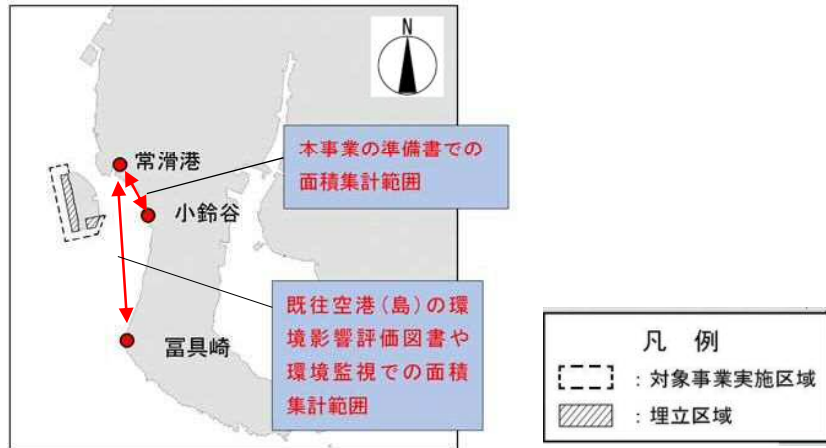 N
常滑港
本事業の準備書での
面積集計範囲
小鈴谷
既往空港(島)の環
境影響評価図書や
環境監視での面積
集計範囲
冨具崎
凡 例
：対象事業実施区域
：埋立区域